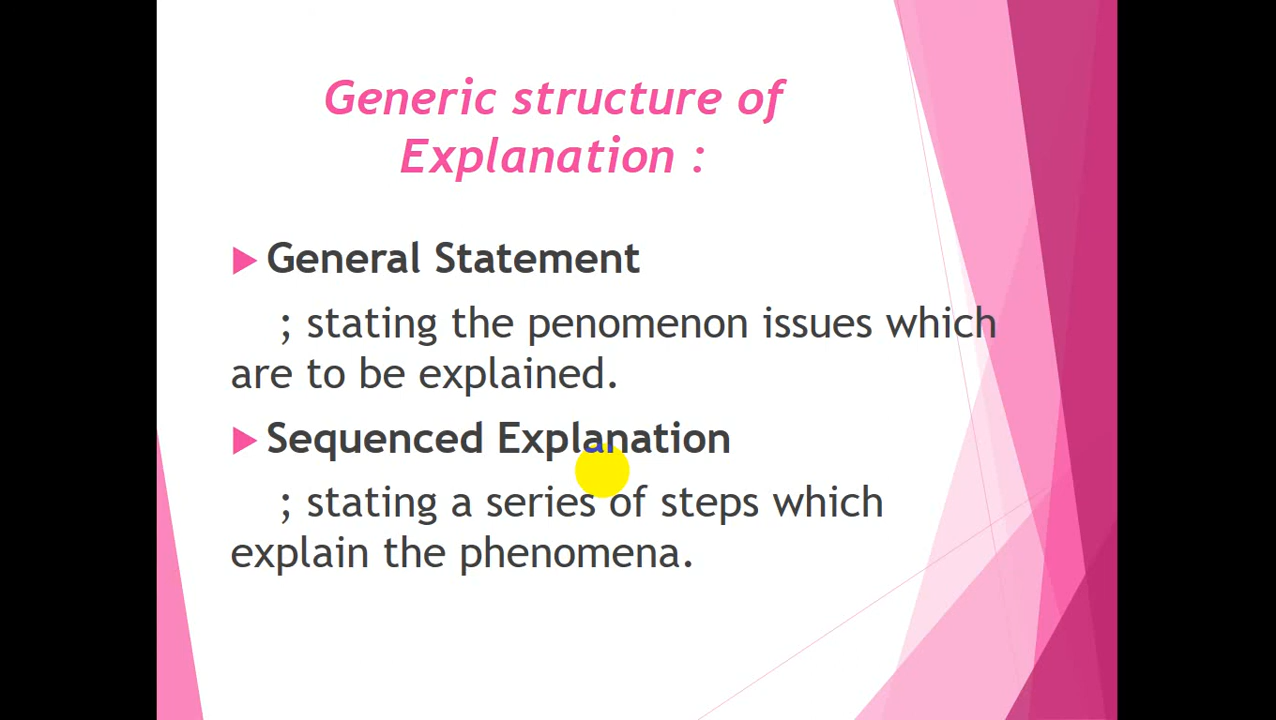 Generic structure of
Explanation :
General Statement
; stating the penomenon issues which
are to be explained.
Sequenced Explanation
; stating a series of steps which
explain the phenomena.